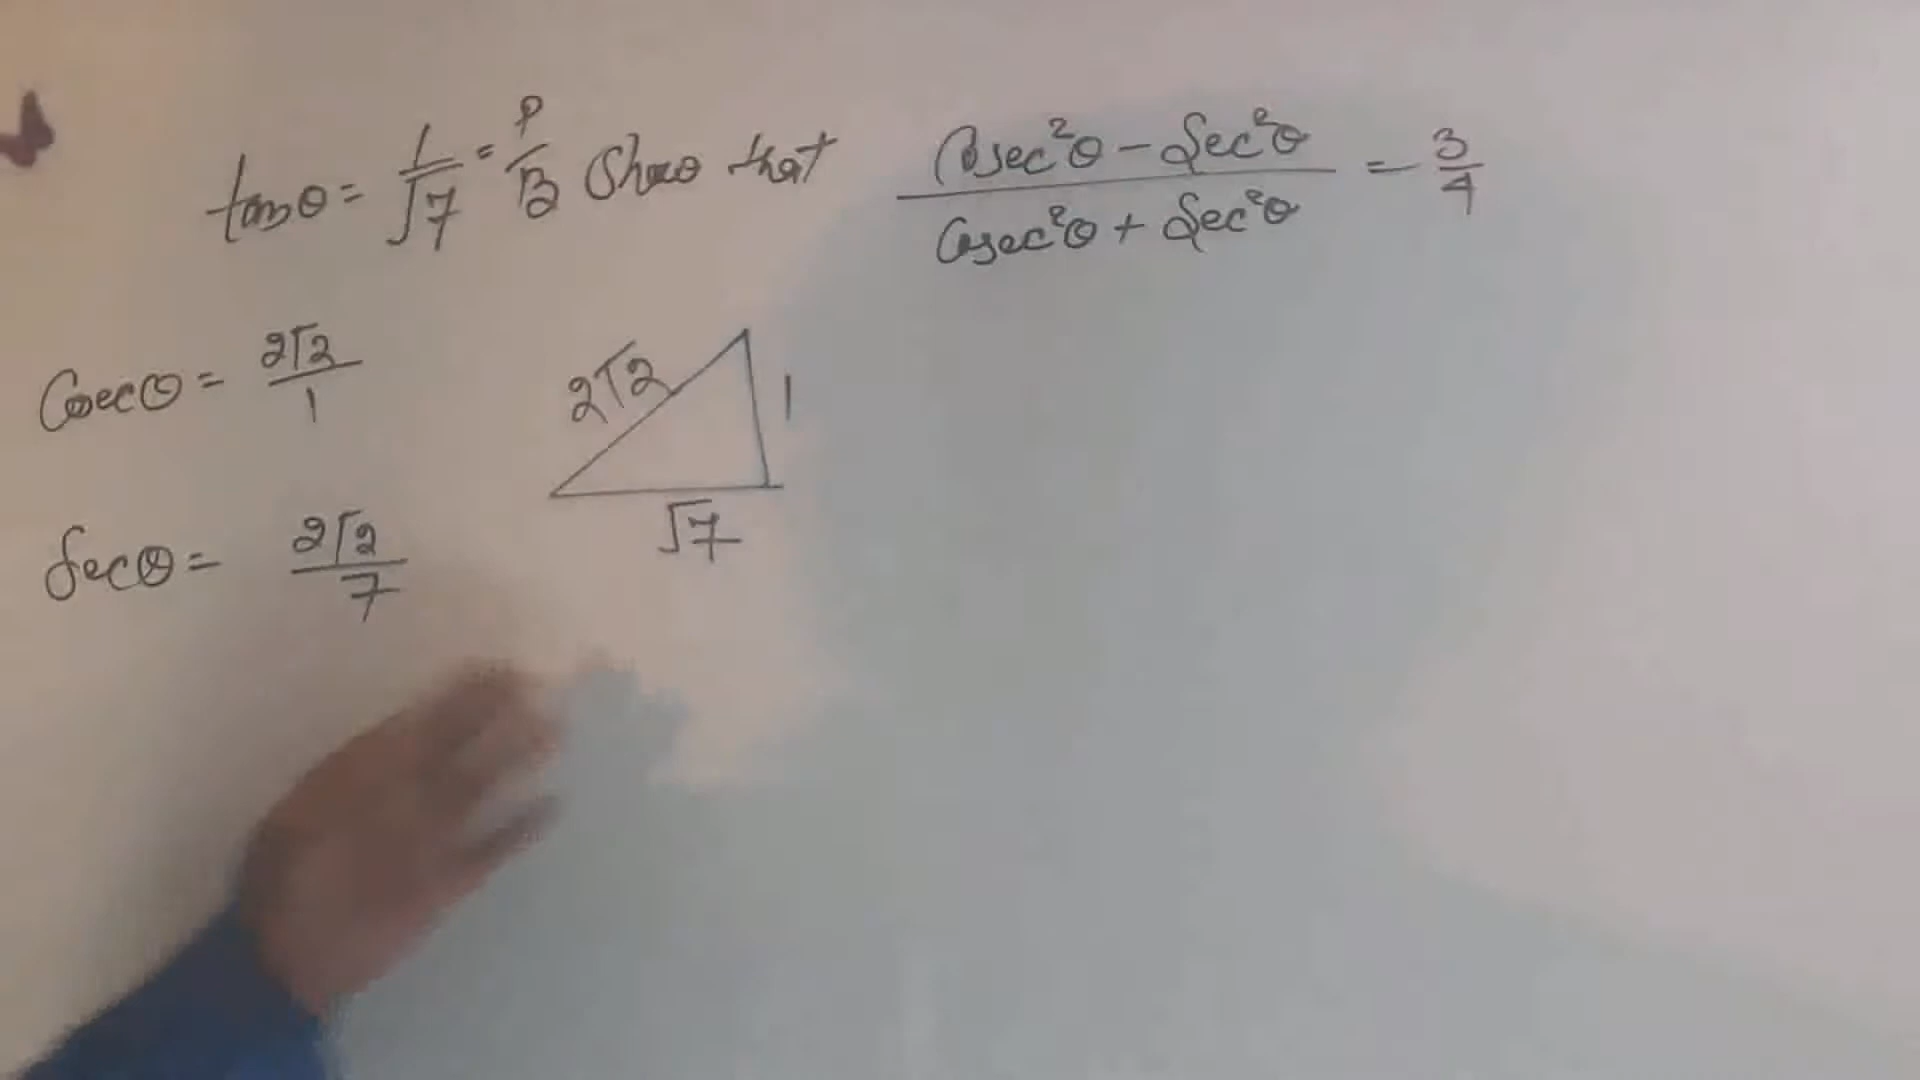 tanθ = 1/√7 = P/B Show that (Cosec²θ - Sec²θ)/(Cosec²θ + Sec²θ) = 3/4
Cosecθ = 2√2/1
2√2
1
√7
Secθ = 2√2/7